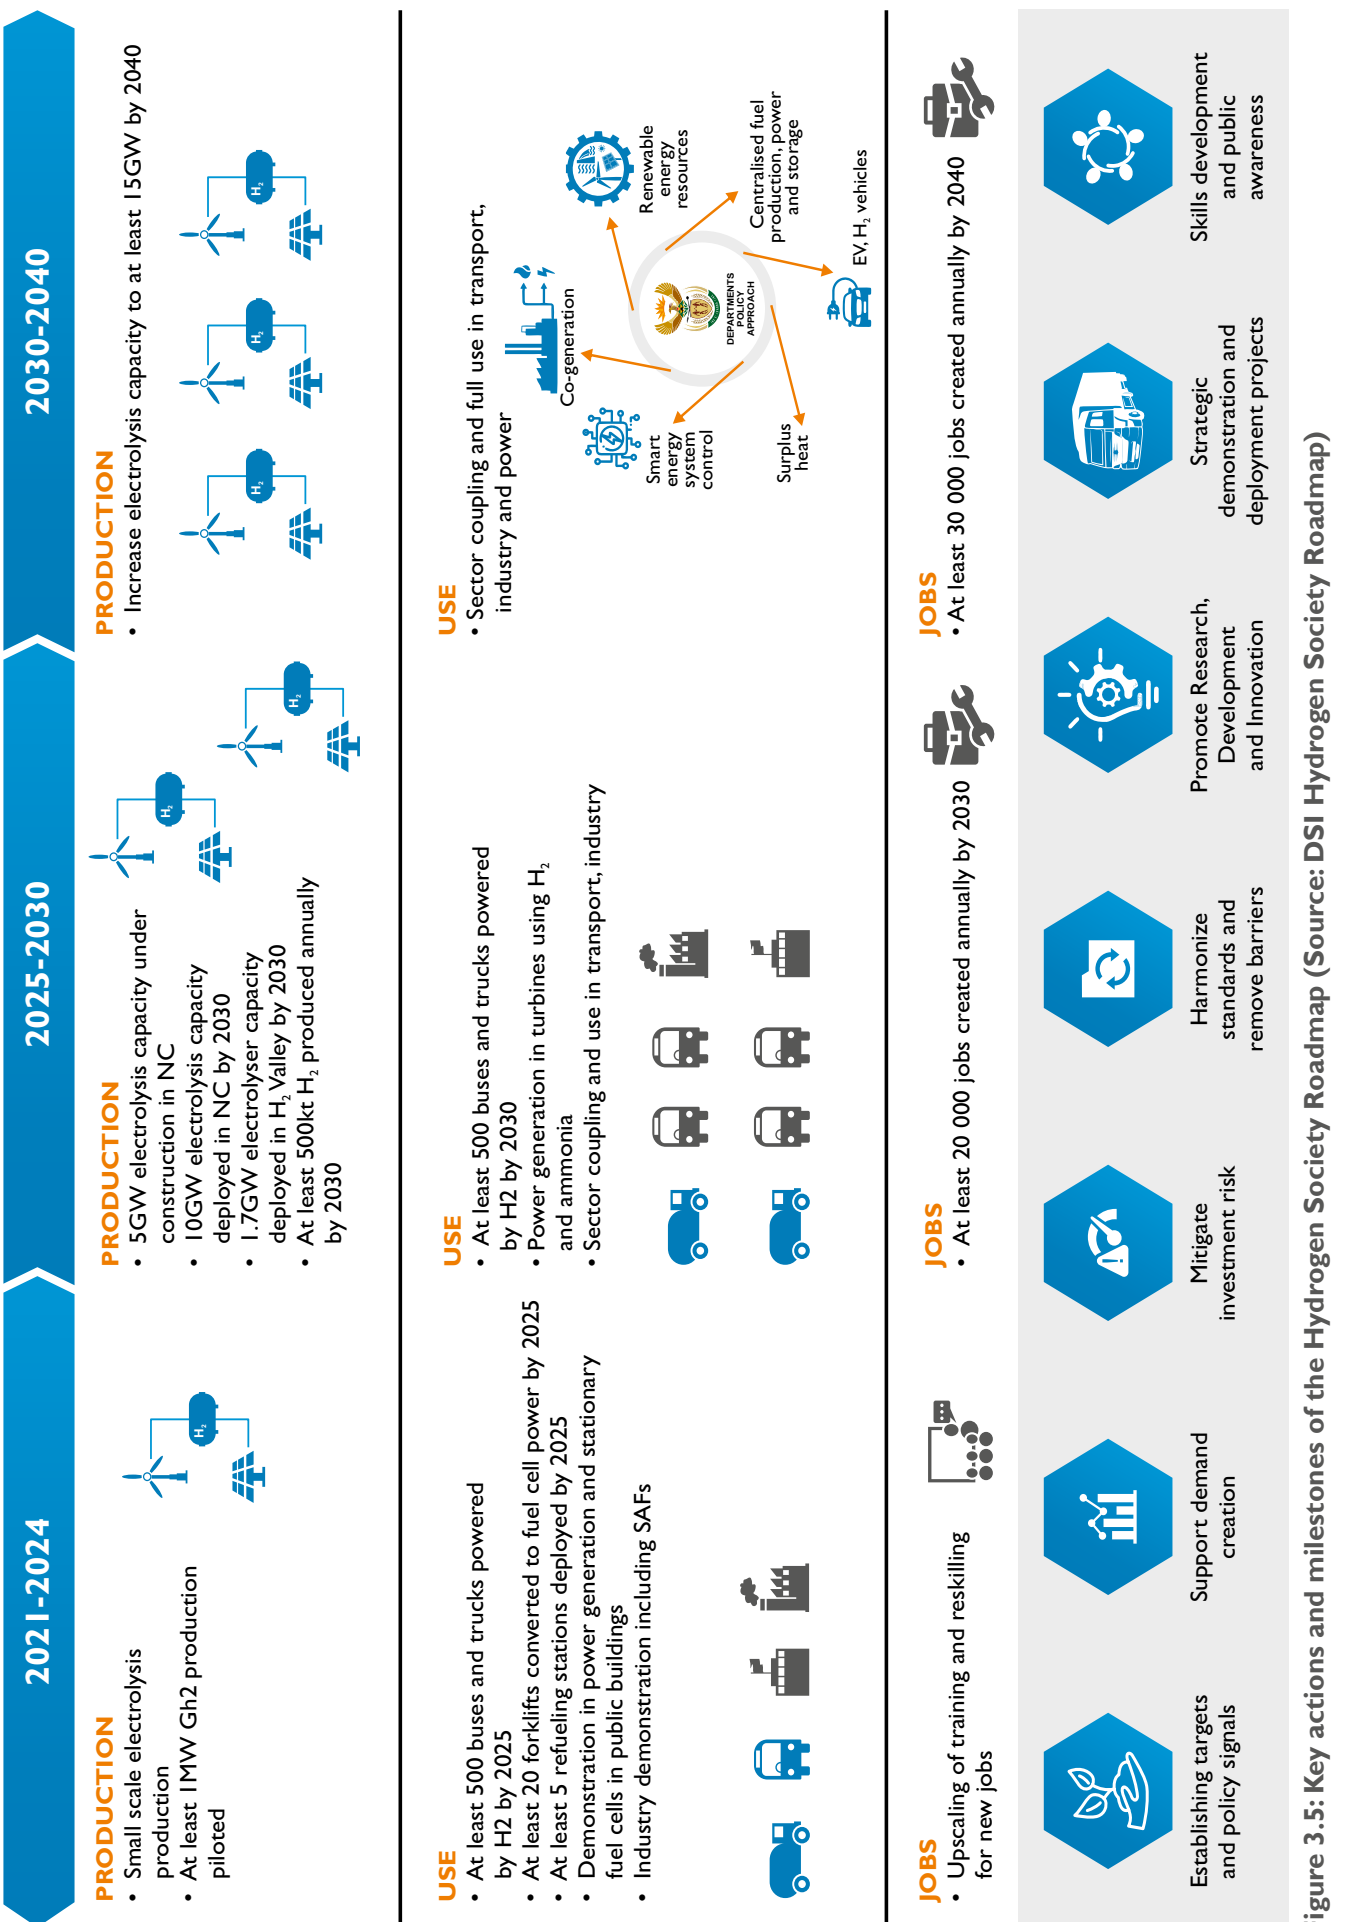 2021-2024
2025-2030
2030-2040
PRODUCTION
• Small scale electrolysis
production
• At least 1MW Gh2 production
piloted
H2
PRODUCTION
• 5GW electrolysis capacity under
construction in NC
• 10GW electrolysis capacity
deployed in NC by 2030
• 1.7GW electrolyser capacity
deployed in H2 Valley by 2030
• At least 500kt H2 produced annually
by 2030
H2
H2
PRODUCTION
• Increase electrolysis capacity to at least 15GW by 2040
H2
H2
H2
USE
• At least 500 buses and trucks powered
by H2 by 2025
• At least 20 forklifts converted to fuel cell power by 2025
• At least 5 refueling stations deployed by 2025
• Demonstration in power generation and stationary
fuel cells in public buildings
• Industry demonstration including SAFs
USE
• At least 500 buses and trucks powered
by H2 by 2030
• Power generation in turbines using H2
and ammonia
• Sector coupling and use in transport, industry
USE
• Sector coupling and full use in transport,
industry and power
Co-generation
Renewable
energy
resources
Smart
energy
system
control
DEPARTMENTS
POLICY
APPROACH
Centralised fuel
production, power
and storage
Surplus
heat
EV, H2 vehicles
JOBS
• Upscaling of training and reskilling
for new jobs
JOBS
• At least 20 000 jobs created annually by 2030
JOBS
• At least 30 000 jobs created annually by 2040
Establishing targets
and policy signals
Support demand
creation
Mitigate
investment risk
Harmonize
standards and
remove barriers
Promote Research,
Development
and Innovation
Strategic
demonstration and
deployment projects
Skills development
and public
awareness
igure 3.5: Key actions and milestones of the Hydrogen Society Roadmap (Source: DSI Hydrogen Society Roadmap)